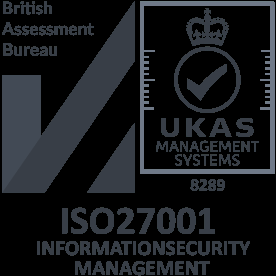 British
Assessment
Bureau
UKAS
MANAGEMENT
SYSTEMS
8289
ISO27001
INFORMATIONSECURITY
MANAGEMENT